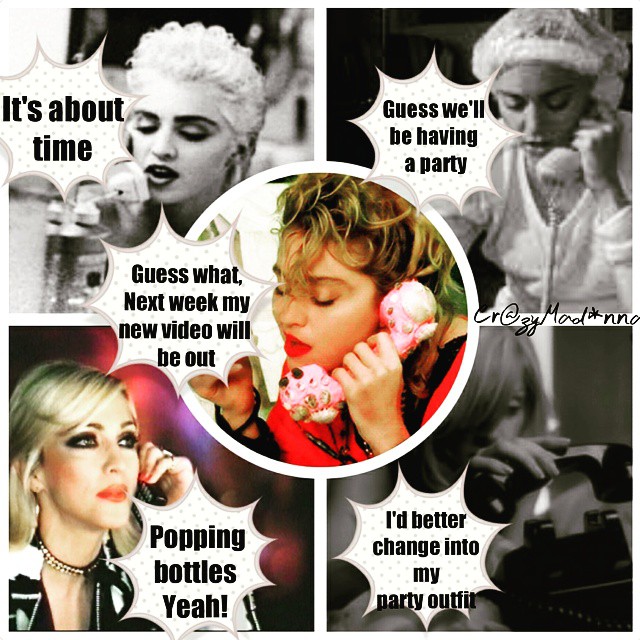 It's about
time
Guess we'll
be having
a party
Guess what,
Next week my
new video will
be out
Cr@zyMad*nna
Popping
bottles
Yeah!
I'd better
change into
my
party outfit